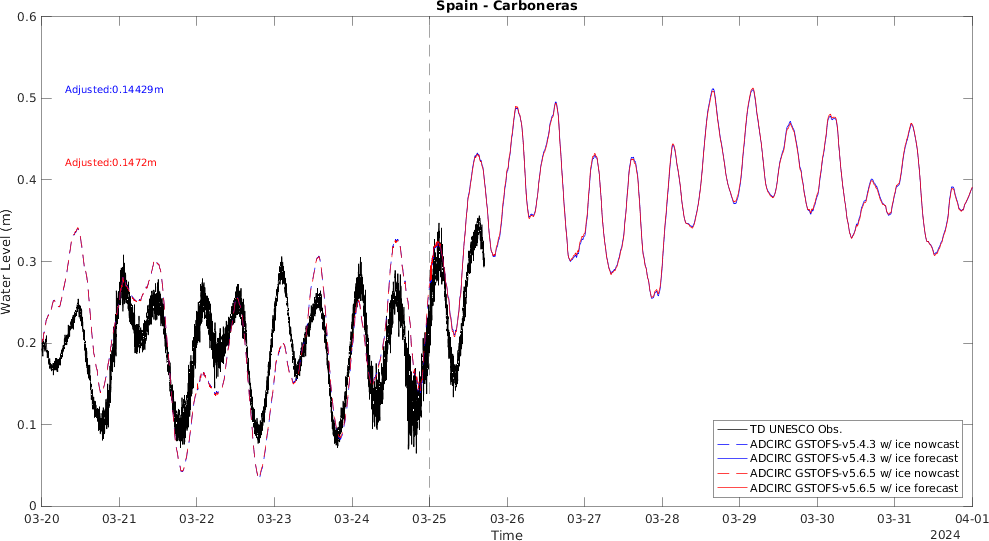 Spain - Carboneras
0.6
0.5
0.4
0.3
0.2
0.1
0
Water Level (m)
Adjusted:0.14429m
Adjusted:0.1472m
TD UNESCO Obs.
ADCIRC GSTOFS-v5.4.3 w/ ice nowcast
ADCIRC GSTOFS-v5.4.3 w/ ice forecast
ADCIRC GSTOFS-v5.6.5 w/ ice nowcast
ADCIRC GSTOFS-v5.6.5 w/ ice forecast
03-20 03-21 03-22 03-23 03-24 03-25 03-26 03-27 03-28 03-29 03-30 03-31 04-01
Time
2024